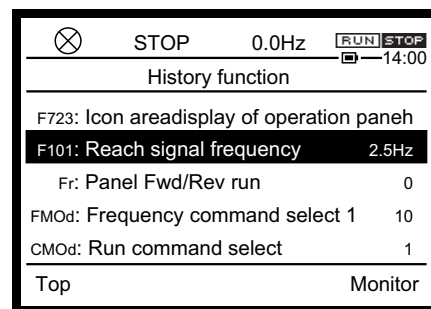 STOP 0.0Hz RUN STOP
14:00
History function
F723: Icon areadisplay of operation paneh
F101: Reach signal frequency 2.5Hz
Fr: Panel Fwd/Rev run 0
FMOd: Frequency command select 1 10
CMOd: Run command select 1
Top Monitor